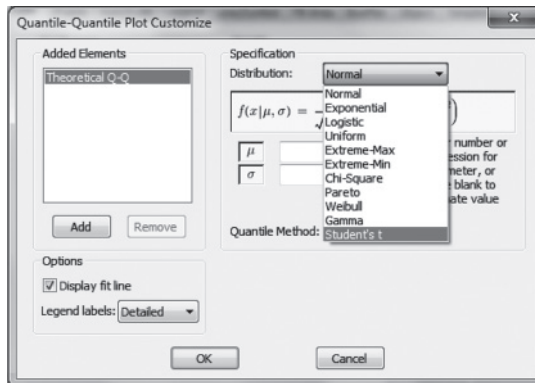 Quantile-Quantile Plot Customize
x
Added Elements
Theoretical Q-Q
Add
Remove
Options
Display fit line
Legend labels: Detailed
Specification
Distribution: Normal
Normal
Exponential
Logistic
Uniform
Extreme-Max
Extreme-Min
Chi-Square
Pareto
Weibull
Gamma
Student's t
f(x|μ, σ) =
μ
σ
number or
ession for
meter, or
blank to
ate value
Quantile Method:
OK
Cancel